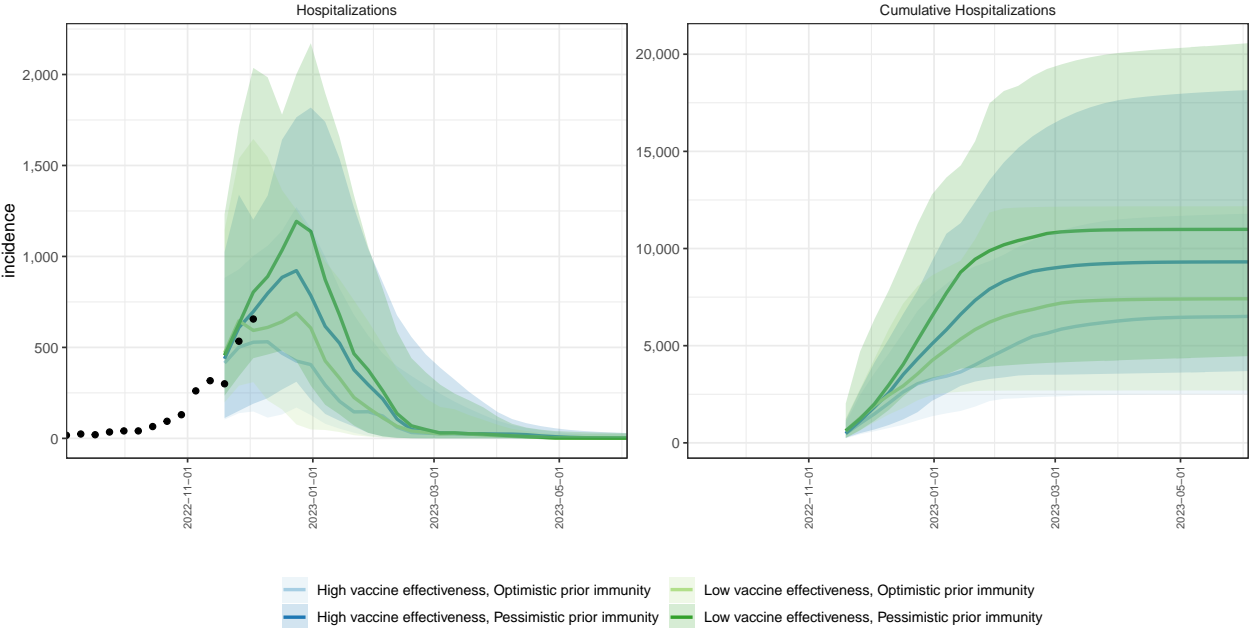 Hospitalizations
Cumulative Hospitalizations
incidence
2,000
1,500
1,000
500
0
20,000
15,000
10,000
5,000
0
2022−11−01
2023−01−01
2023−03−01
2023−05−01
2022−11−01
2023−01−01
2023−03−01
2023−05−01
High vaccine effectiveness, Optimistic prior immunity
Low vaccine effectiveness, Optimistic prior immunity
High vaccine effectiveness, Pessimistic prior immunity
Low vaccine effectiveness, Pessimistic prior immunity